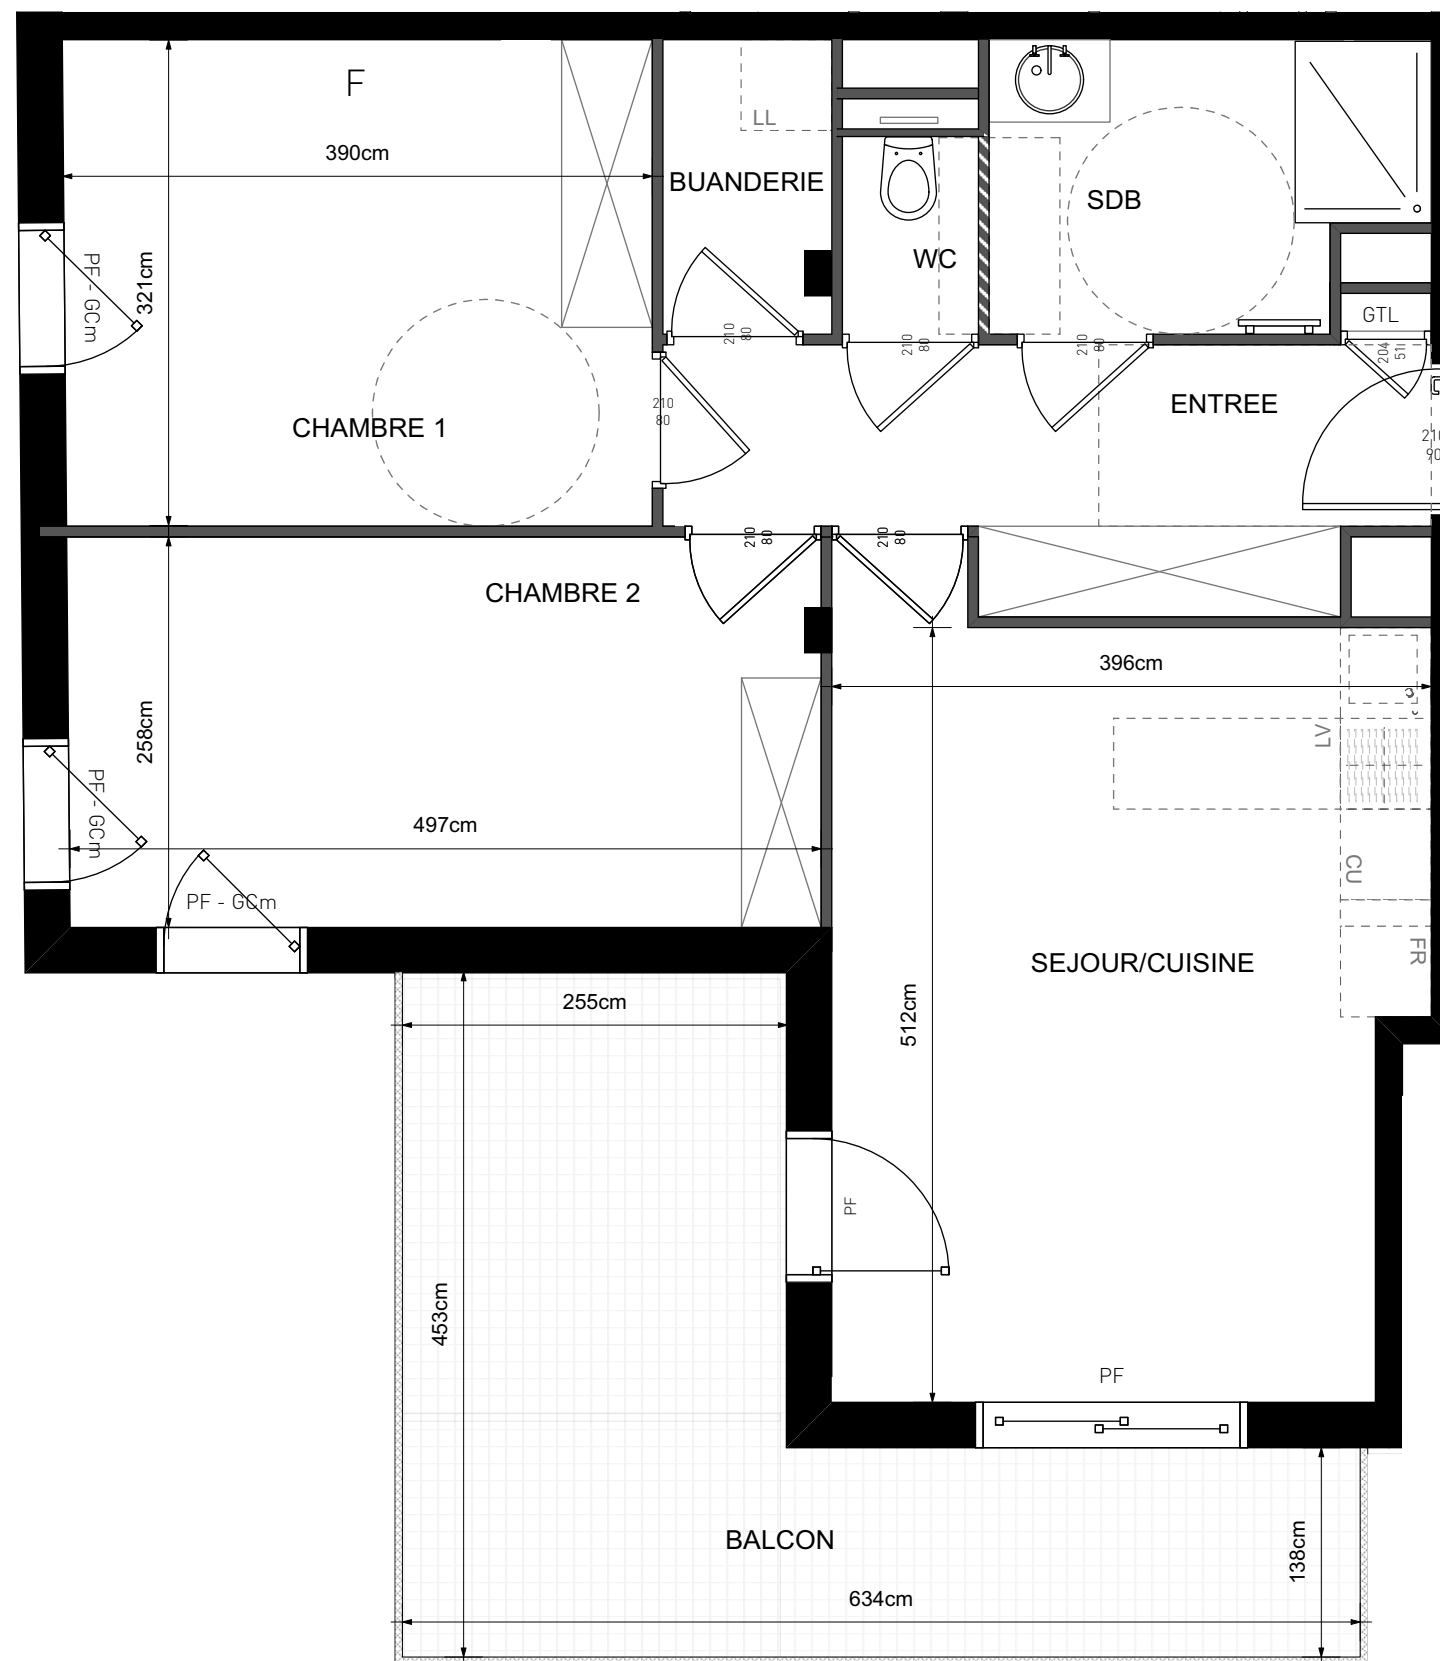 F
390cm
LL
BUANDERIE
SDB
WC
PF - GCm
321cm
GTL
210
80
210
80
210
80
204
51
ENTREE
210
80
CHAMBRE 1
210
90
210
80
210
80
CHAMBRE 2
396cm
LV
258cm
PF - GCm
497cm
CU
PF - GCm
FR
SEJOUR/CUISINE
255cm
512cm
PF
453cm
PF
BALCON
138cm
634cm